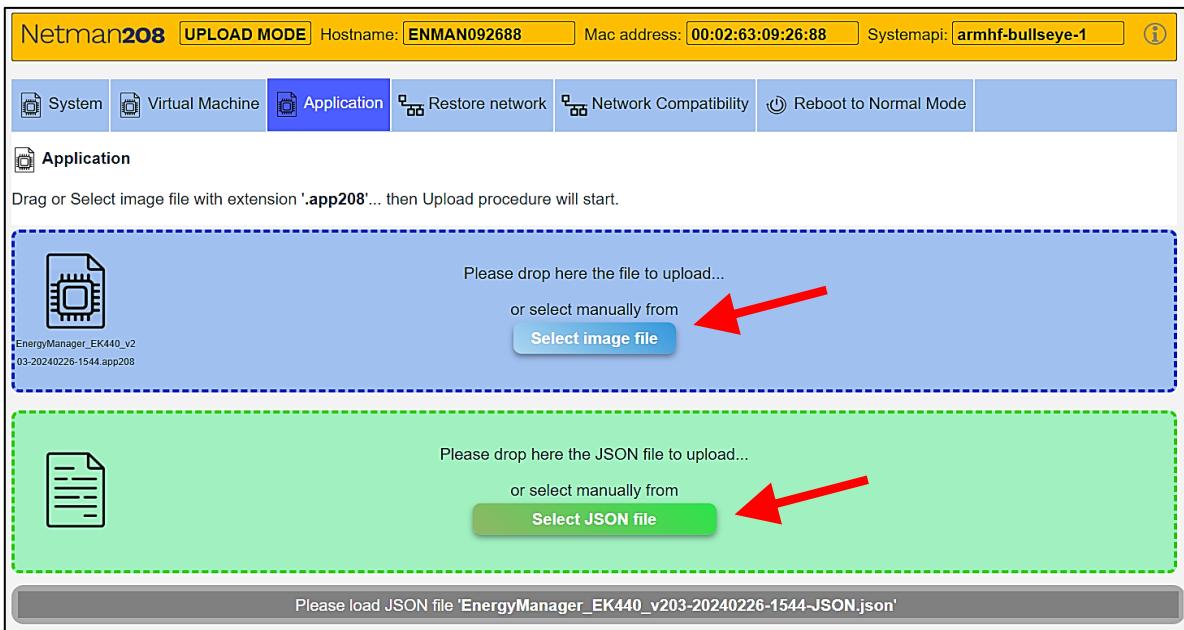 Netman208 UPLOAD MODE Hostname: ENMAN092688 Mac address: 00:02:63:09:26:88 Systemapi: armhf-bullseye-1
System Virtual Machine Application Restore network Network Compatibility Reboot to Normal Mode
Application
Drag or Select image file with extension '.app208'... then Upload procedure will start.
Please drop here the file to upload...
or select manually from
Select image file
EnergyManager_EK440_v2
03-20240226-1544.app208
Please drop here the JSON file to upload...
or select manually from
Select JSON file
Please load JSON file 'EnergyManager_EK440_v203-20240226-1544-JSON.json'